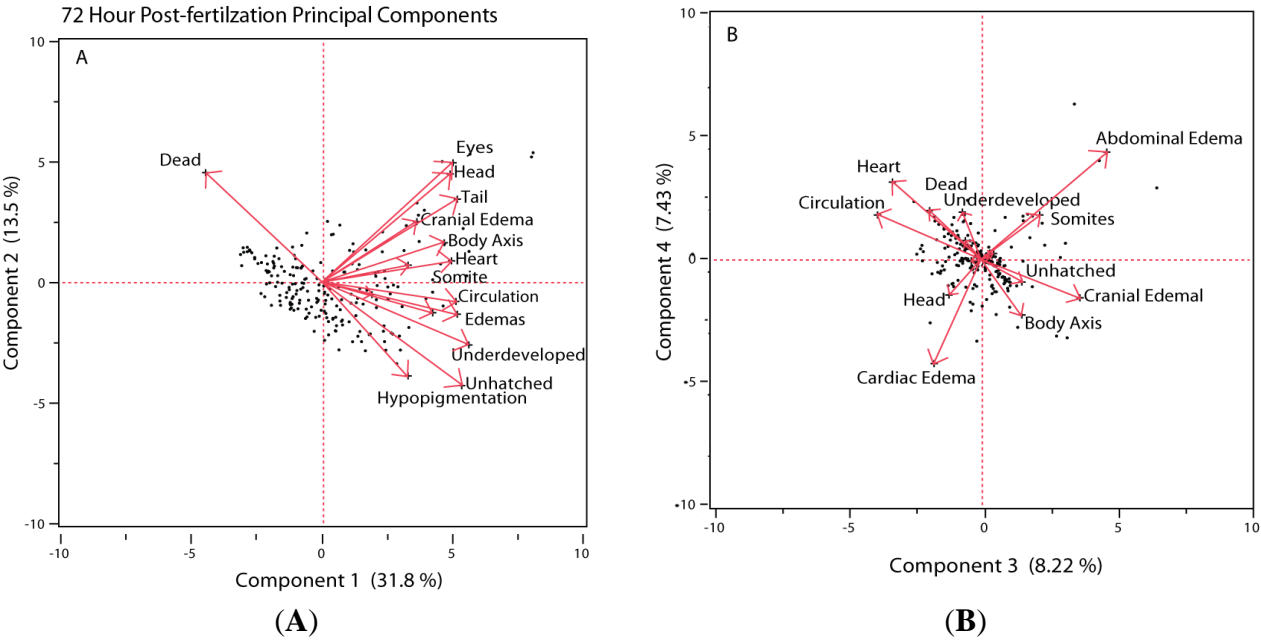 72 Hour Post-fertilzation Principal Components
A
10
5
0
-5
-10
-10
-5
0
5
10
Component 2 (13.5 %)
Component 1 (31.8 %)
Dead
Eyes
Head
Tail
Cranial Edema
Body Axis
Heart
Somite
Circulation
Edemas
Underdeveloped
Unhatched
Hypopigmentation
(A)
B
10
5
0
-5
-10
-10
-5
0
5
10
Component 4 (7.43 %)
Component 3 (8.22 %)
Abdominal Edema
Heart
Dead
Underdeveloped
Circulation
Somites
Unhatched
Cranial Edemal
Head
Body Axis
Cardiac Edema
(B)